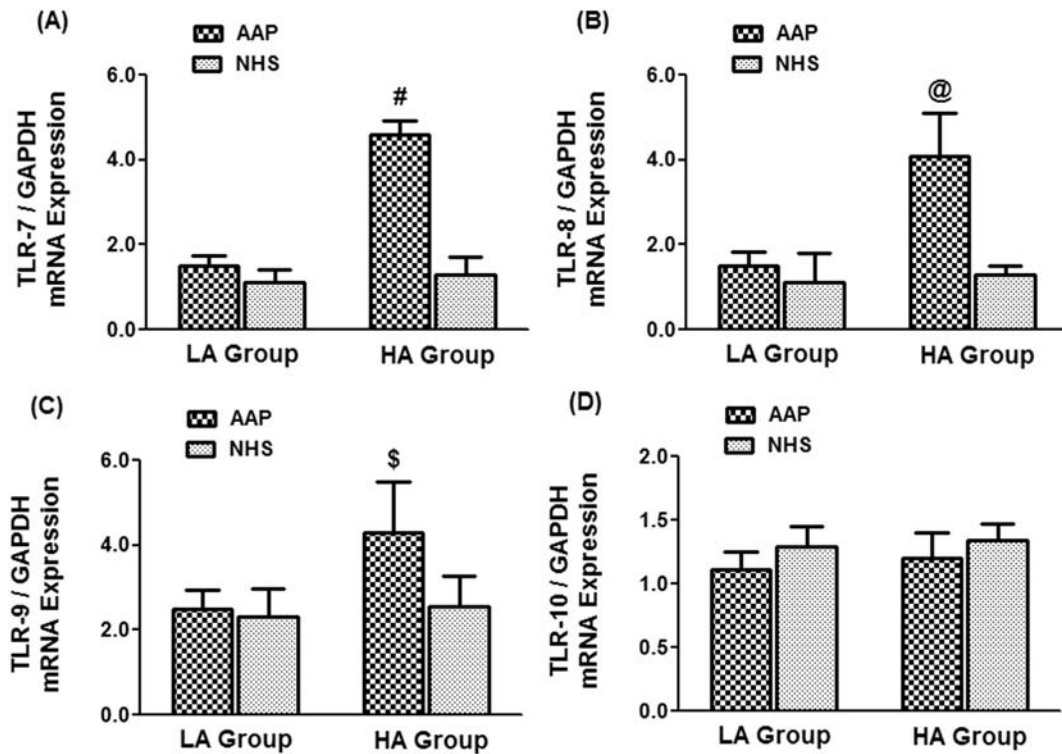 (A)
AAP
NHS
TLR-7 / GAPDH
mRNA Expression
6.0
4.0
2.0
0.0
#
LA Group
HA Group
(B)
AAP
NHS
TLR-8 / GAPDH
mRNA Expression
6.0
4.0
2.0
0.0
@
LA Group
HA Group
(C)
AAP
NHS
TLR-9 / GAPDH
mRNA Expression
6.0
4.0
2.0
0.0
$
LA Group
HA Group
(D)
AAP
NHS
TLR-10 / GAPDH
mRNA Expression
2.0
1.5
1.0
0.5
0.0
LA Group
HA Group